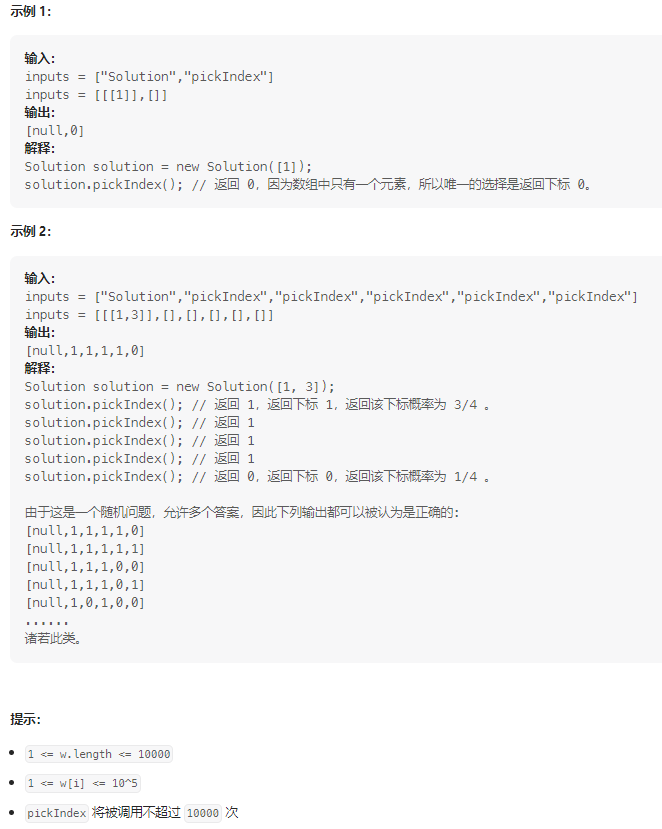 示例 1:
输入:
inputs = ["Solution","pickIndex"]
inputs = [[[1]],[]]
输出:
[null,0]
解释:
Solution solution = new Solution([1]);
solution.pickIndex(); // 返回 0，因为数组中只有一个元素，所以唯一的选择是返回下标 0。
示例 2:
输入:
inputs = ["Solution","pickIndex","pickIndex","pickIndex","pickIndex","pickIndex"]
inputs = [[[1,3]],[],[],[],[],[]]
输出:
[null,1,1,1,1,0]
解释:
Solution solution = new Solution([1, 3]);
solution.pickIndex(); // 返回 1，返回下标 1，返回该下标概率为 3/4 。
solution.pickIndex(); // 返回 1
solution.pickIndex(); // 返回 1
solution.pickIndex(); // 返回 1
solution.pickIndex(); // 返回 0，返回下标 0，返回该下标概率为 1/4 。
由于这是一个随机问题，允许多个答案，因此下列输出都可以被认为是正确的:
[null,1,1,1,1,0]
[null,1,1,1,1,1]
[null,1,1,1,0,0]
[null,1,1,1,0,1]
[null,1,0,1,0,0]
......
诸若此类。
提示:
• 1 <= w.length <= 10000
• 1 <= w[i] <= 10^5
• pickIndex 将被调用不超过 10000 次